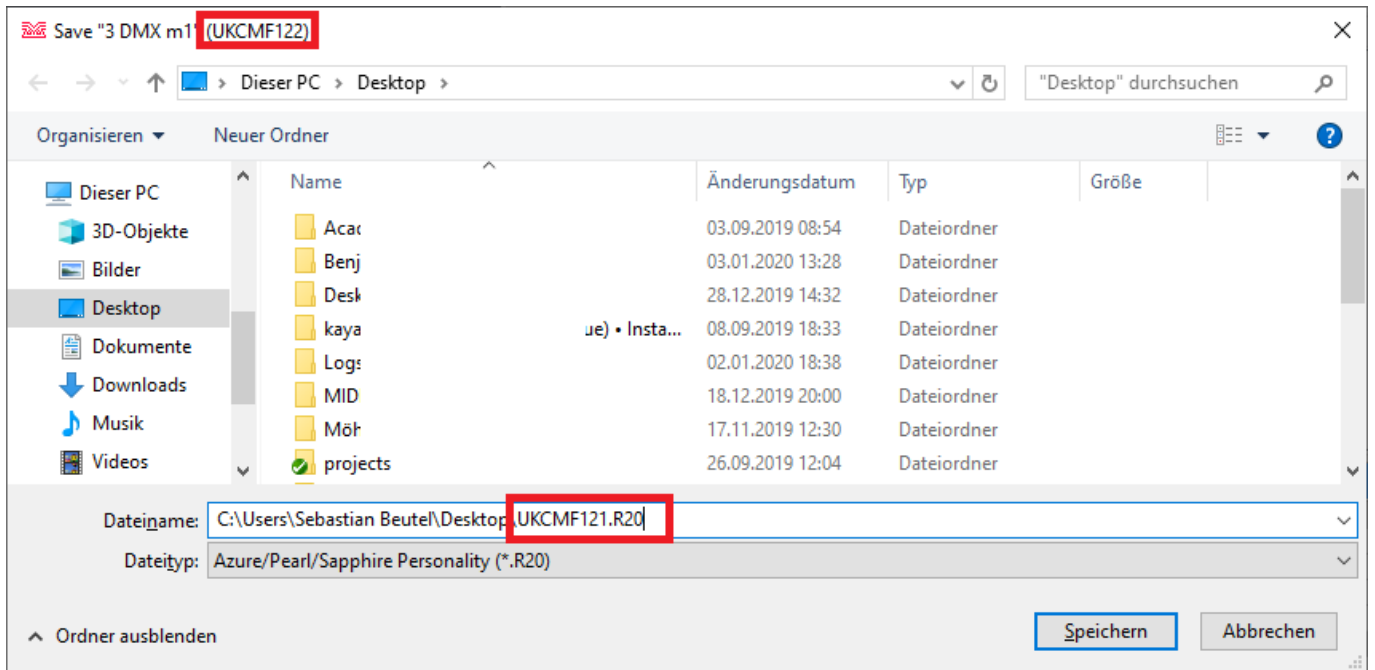 Save "3 DMX m1" (UKCMF122)
Dieser PC > Desktop >
"Desktop" durchsuchen
Organisieren
Neuer Ordner
Dieser PC
3D-Objekte
Bilder
Desktop
Dokumente
Downloads
Musik
Videos
Name Änderungsdatum Typ Größe
Acac 03.09.2019 08:54 Dateiordner
Benj 03.01.2020 13:28 Dateiordner
Desk 28.12.2019 14:32 Dateiordner
kaya ue) • Insta... 08.09.2019 18:33 Dateiordner
Logs 02.01.2020 18:38 Dateiordner
MID 18.12.2019 20:00 Dateiordner
Möh 17.11.2019 12:30 Dateiordner
projects 26.09.2019 12:04 Dateiordner
Dateiname: C:\Users\Sebastian Beutel\Desktop\UKCMF121.R20
Dateityp: Azure/Pearl/Sapphire Personality (*.R20)
Ordner ausblenden
Speichern
Abbrechen